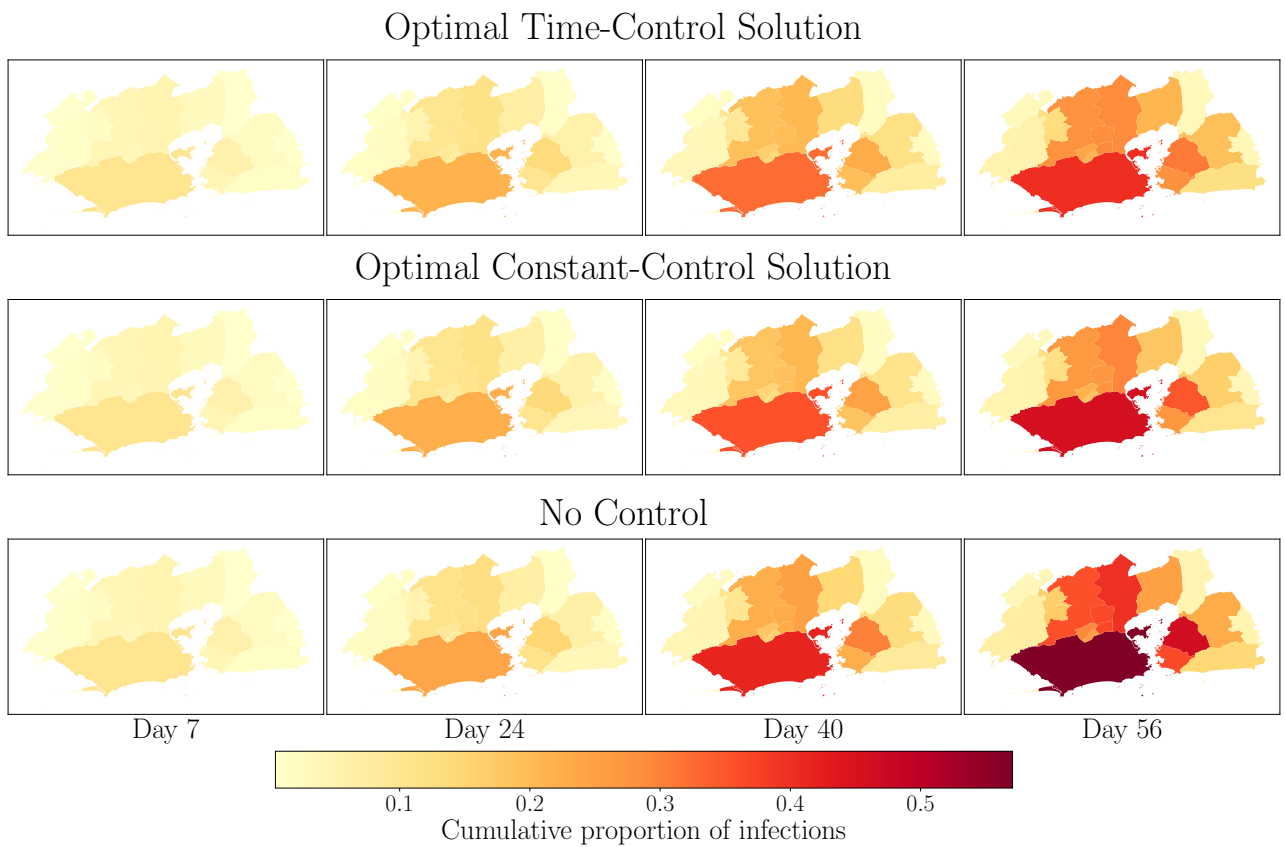 Optimal Time-Control Solution
Optimal Constant-Control Solution
No Control
Day 7
Day 24
Day 40
Day 56
0.1
0.2
0.3
0.4
0.5
Cumulative proportion of infections